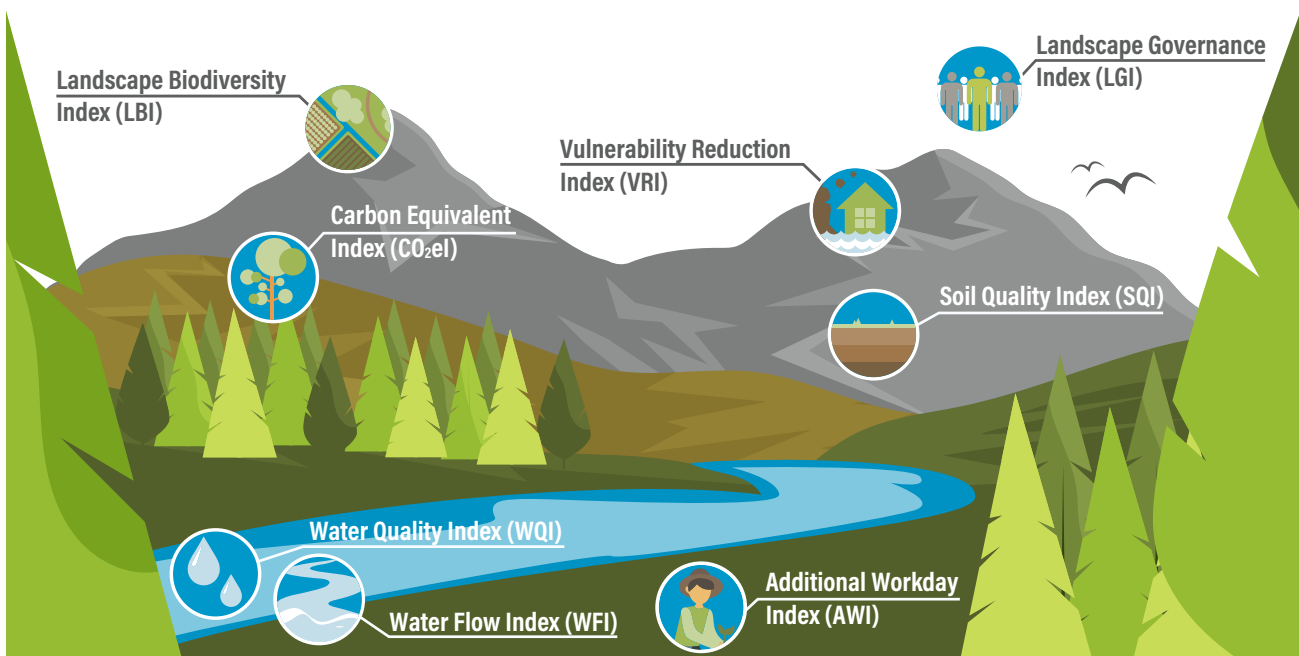 Landscape Governance
Index (LGI)
Landscape Biodiversity
Index (LBI)
Vulnerability Reduction
Index (VRI)
Carbon Equivalent
Index (CO₂eI)
Soil Quality Index (SQI)
Water Quality Index (WQI)
Additional Workday
Index (AWI)
Water Flow Index (WFI)